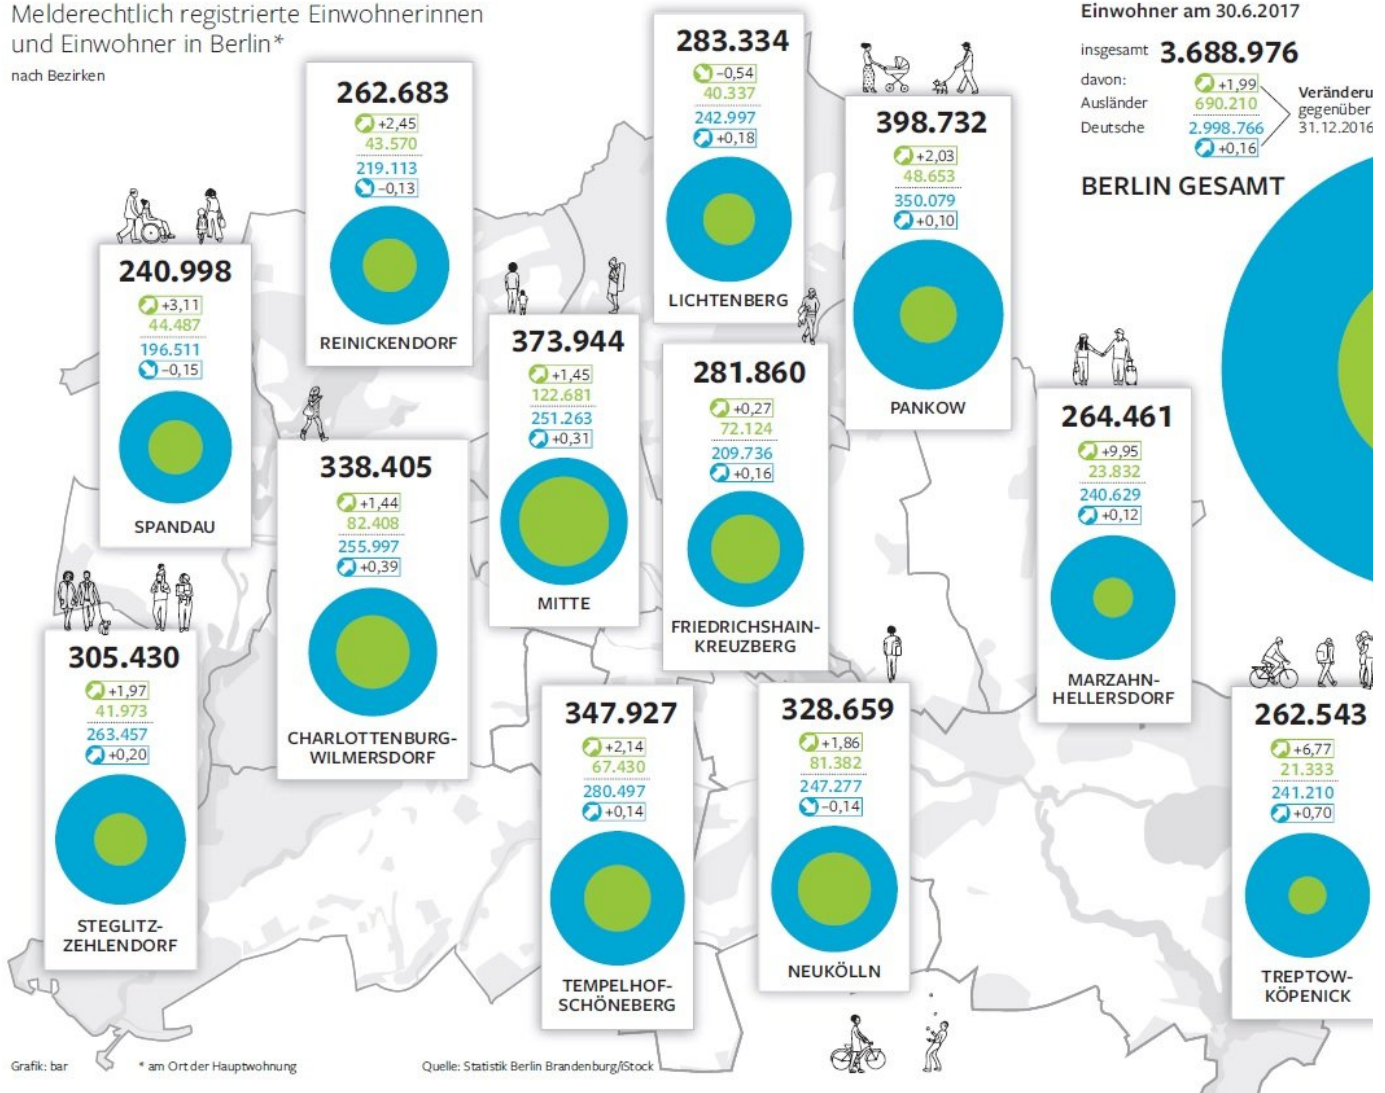 Melderechtlich registrierte Einwohnerinnen
und Einwohner in Berlin*
nach Bezirken
Einwohner am 30.6.2017
insgesamt 3.688.976
davon:
+1,99
Ausländer 690.210
Deutsche 2.998.766
+0,16
gegenüber
31.12.2016
BERLIN GESAMT
262.683
+2,45
43.570
219.113
–0,13
REINICKENDORF
283.334
–0,54
40.337
242.997
+0,18
LICHTENBERG
398.732
+2,03
48.653
350.079
+0,10
PANKOW
240.998
+3,11
44.487
196.511
–0,15
SPANDAU
373.944
+1,45
122.681
251.263
+0,31
MITTE
281.860
+0,27
72.124
209.736
+0,16
FRIEDRICHSHAIN-
KREUZBERG
264.461
+9,95
23.832
240.629
+0,12
MARZAHN-
HELLERSDORF
338.405
+1,44
82.408
255.997
+0,39
CHARLOTTENBURG-
WILMERSDORF
305.430
+1,97
41.973
263.457
+0,20
STEGLITZ-
ZEHLENDORF
347.927
+2,14
67.430
280.497
+0,14
TEMPELHOF-
SCHÖNEBERG
328.659
+1,86
81.382
247.277
–0,14
NEUKÖLLN
262.543
+6,77
21.333
241.210
+0,70
TREPTOW-
KÖPENICK
Grafik: bar
* am Ort der Hauptwohnung
Quelle: Statistik Berlin Brandenburg/iStock